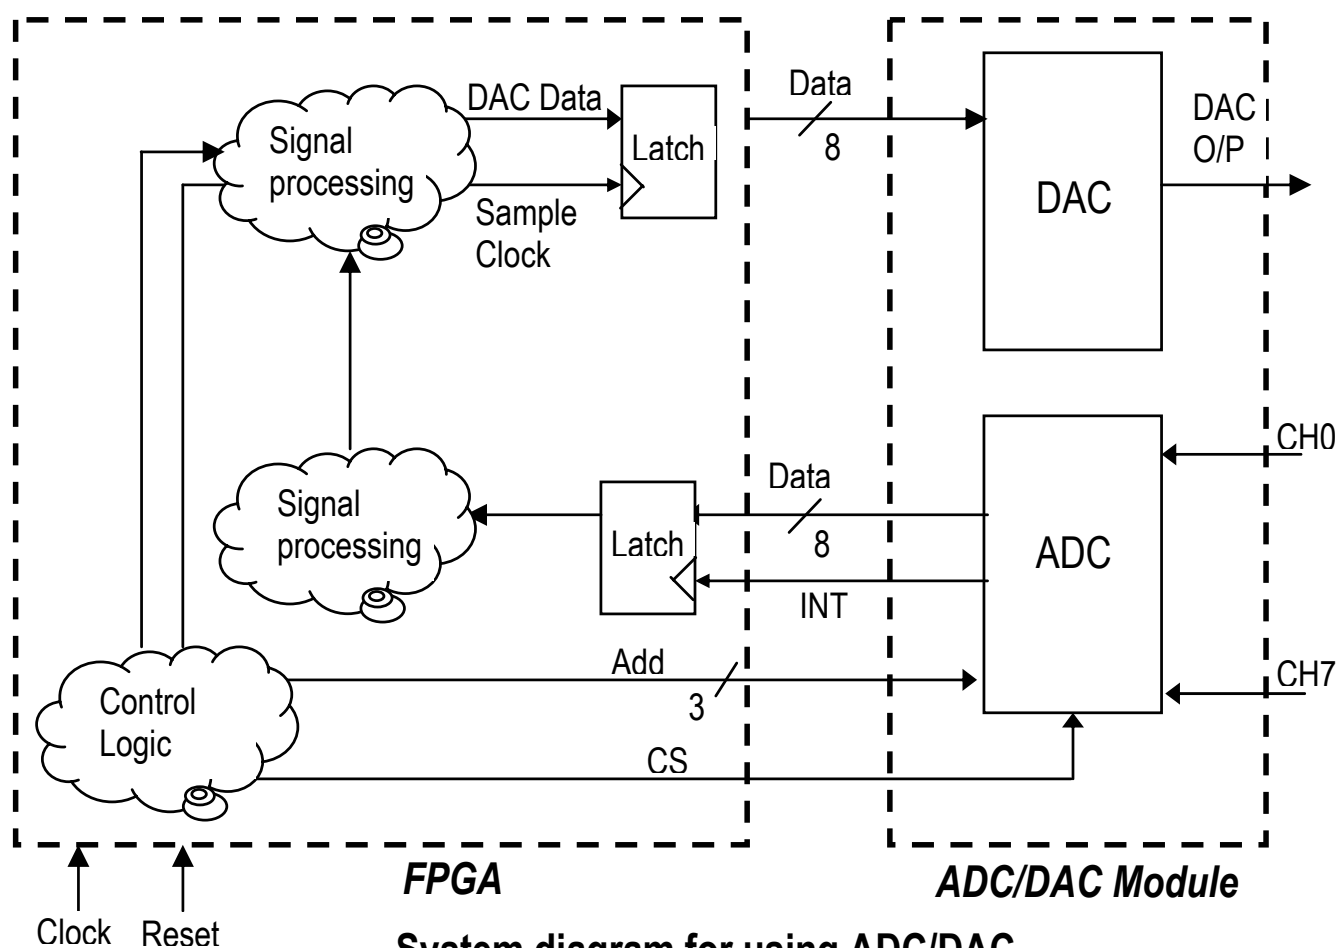 DAC Data
Signal
processing
Latch
Sample
Clock
Data
8
DAC
DAC
O/P
Signal
processing
Latch
Data
8
INT
ADC
CH0
CH7
Control
Logic
Add
3
CS
FPGA
ADC/DAC Module
Clock
Reset
System diagram for using ADC/DAC